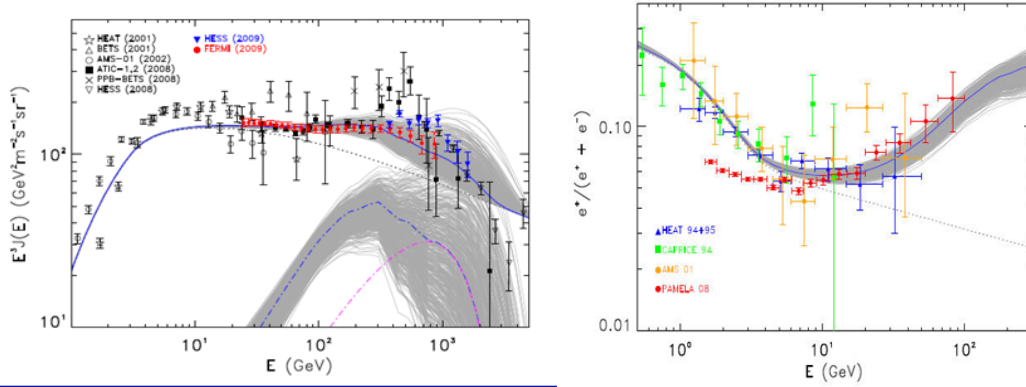 HEAT (2001)
BETS (2001)
AMS-01 (2002)
ATIC-1,2 (2008)
PPB-BETS (2008)
HESS (2008)
HESS (2009)
FERMI (2009)
E³J(E) (GeV²m⁻²s⁻¹sr⁻¹)
10²
10¹
10¹
10²
10³
E (GeV)
e⁺/(e⁺ + e⁻)
0.10
0.01
HEAT 94+95
CAPRICE 94
AMS 01
PAMELA 08
10⁰
10¹
10²
E (GeV)